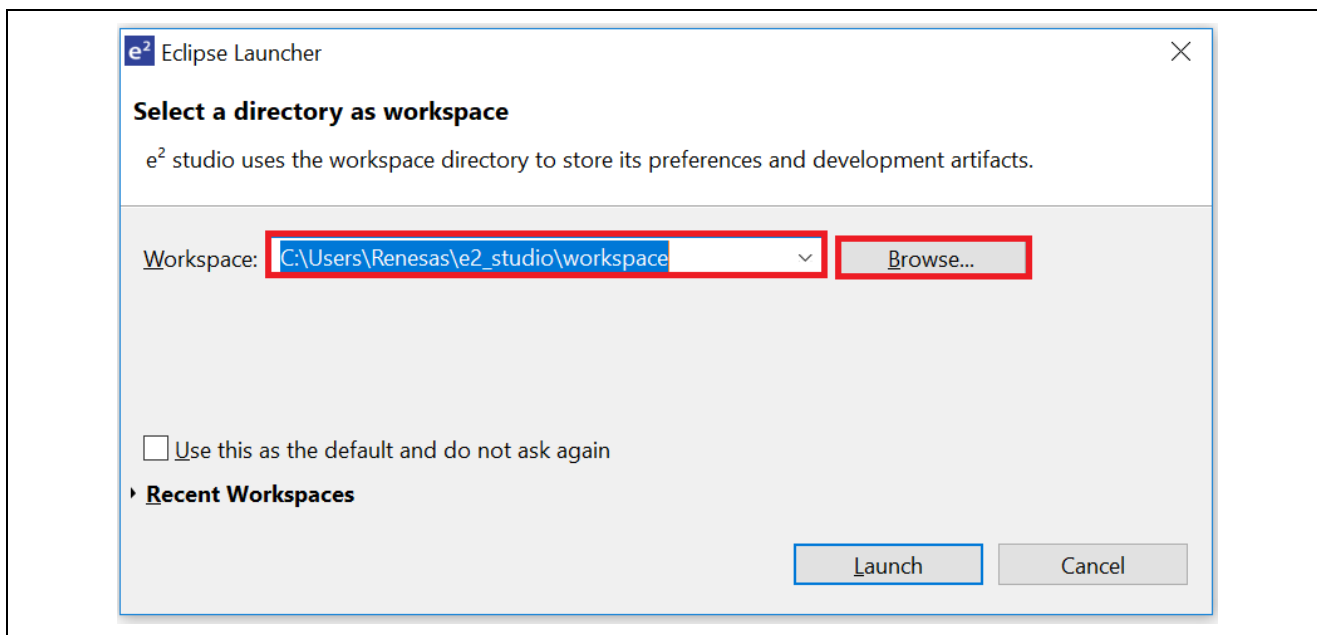 e² Eclipse Launcher
Select a directory as workspace
e² studio uses the workspace directory to store its preferences and development artifacts.
Workspace: C:\Users\Renesas\e2_studio\workspace Browse...
Use this as the default and do not ask again
Recent Workspaces
Launch Cancel